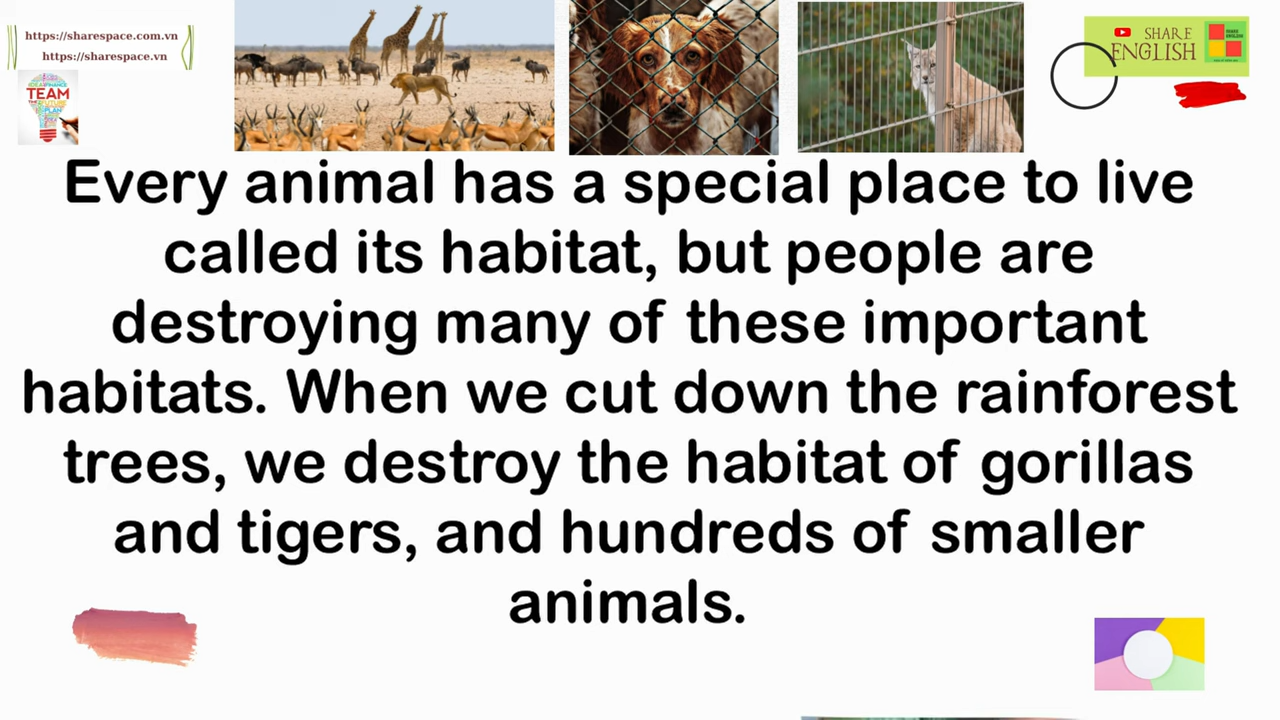 https://sharespace.com.vn
https://sharespace.vn
TEAM
PLAN
SHARE
ENGLISH
Every animal has a special place to live
called its habitat, but people are
destroying many of these important
habitats. When we cut down the rainforest
trees, we destroy the habitat of gorillas
and tigers, and hundreds of smaller
animals.